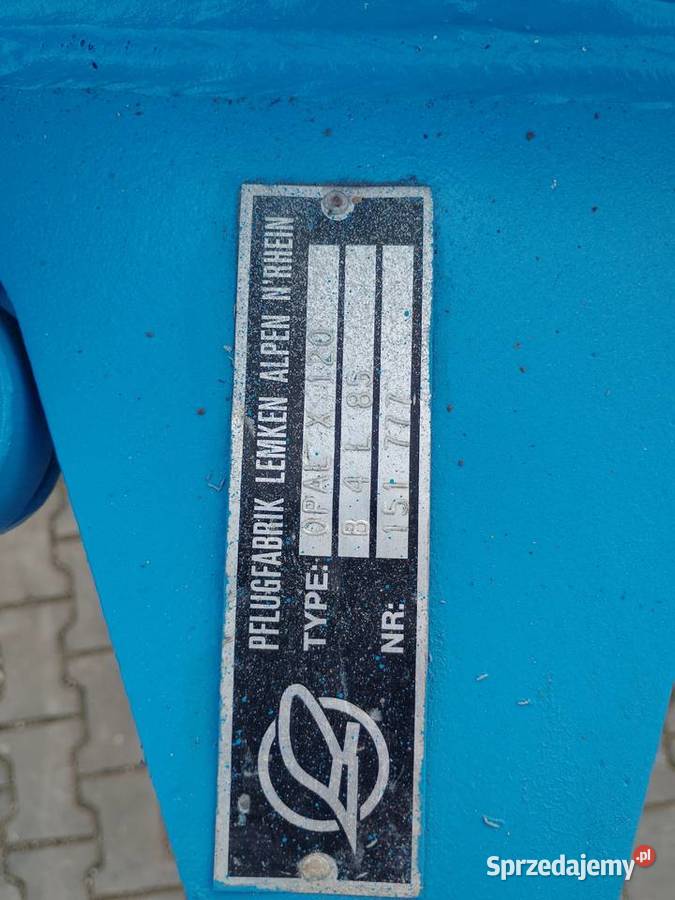 PFLUGFABRIK LEMKEN ALPEN N'RHEIN
TYPE: OPAL X 120
B 4 L 85
NR: 151 777
Sprzedajemy.pl